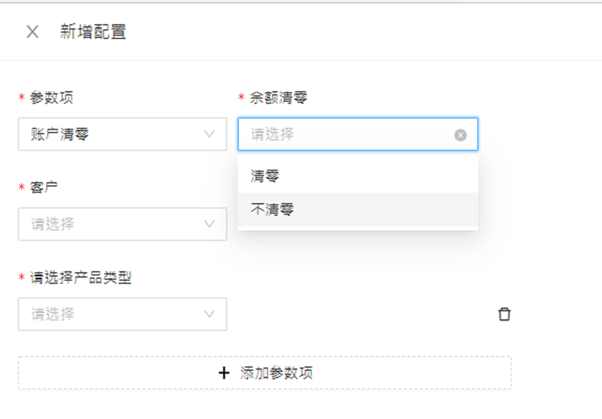 新增配置
* 参数项
* 余额清零
账户清零
请选择
清零
不清零
* 客户
请选择
* 请选择产品类型
请选择
+ 添加参数项